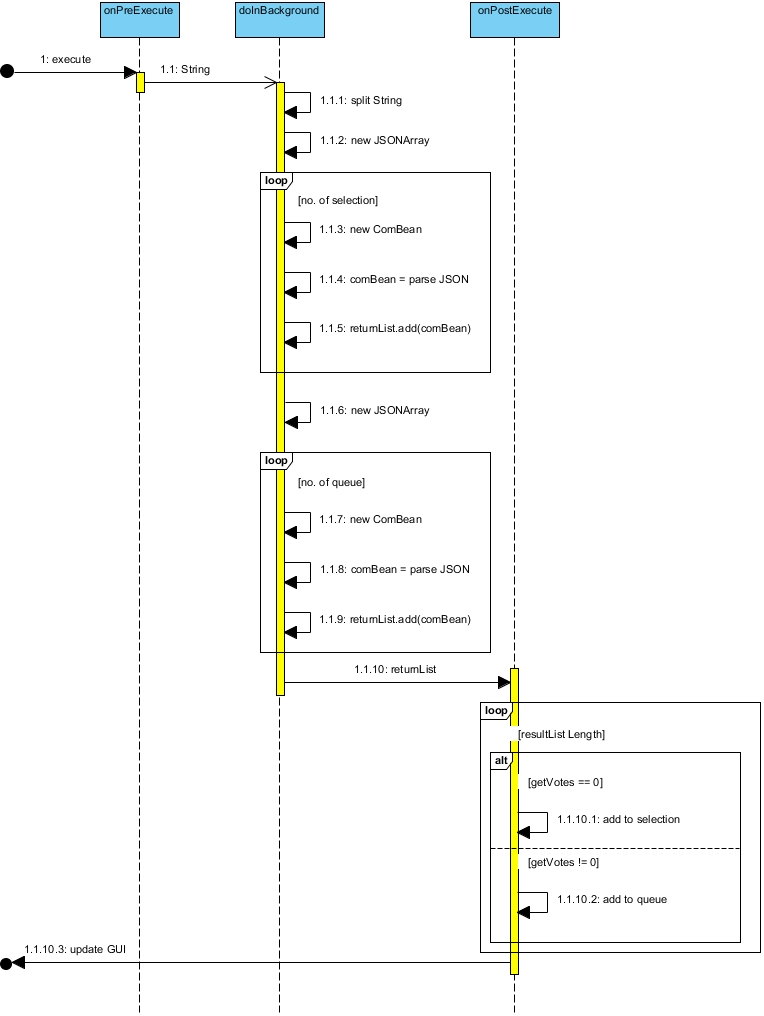 onPreExecute
doInBackground
onPostExecute
1: execute
1.1: String
1.1.1: split String
1.1.2: new JSONArray
loop
[no. of selection]
1.1.3: new ComBean
1.1.4: comBean = parse JSON
1.1.5: returnList.add(comBean)
1.1.6: new JSONArray
loop
[no. of queue]
1.1.7: new ComBean
1.1.8: comBean = parse JSON
1.1.9: returnList.add(comBean)
1.1.10: returnList
loop
[resultList Length]
alt
[getVotes == 0]
1.1.10.1: add to selection
[getVotes != 0]
1.1.10.2: add to queue
1.1.10.3: update GUI